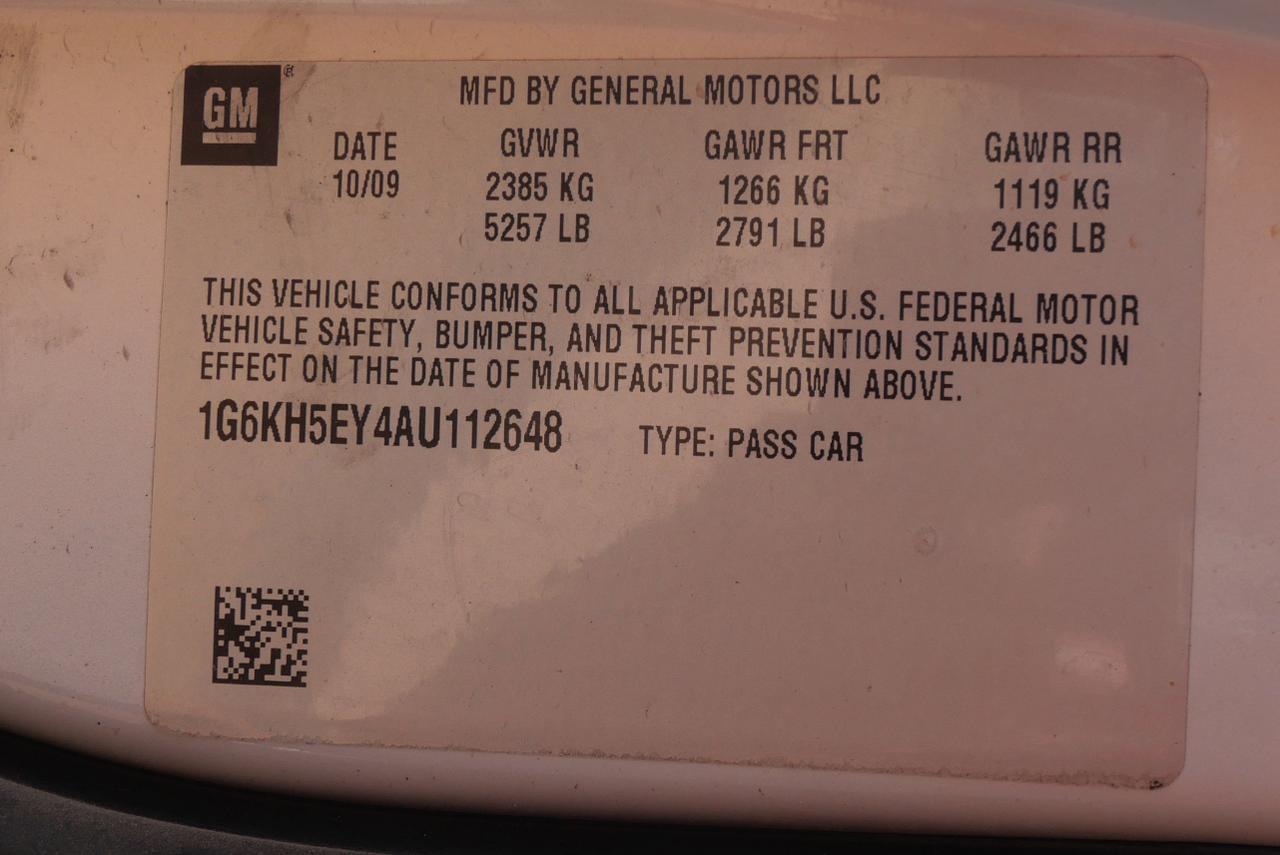 GM ®
MFD BY GENERAL MOTORS LLC
DATE GVWR GAWR FRT GAWR RR
10/09 2385 KG 1266 KG 1119 KG
5257 LB 2791 LB 2466 LB
THIS VEHICLE CONFORMS TO ALL APPLICABLE U.S. FEDERAL MOTOR
VEHICLE SAFETY, BUMPER, AND THEFT PREVENTION STANDARDS IN
EFFECT ON THE DATE OF MANUFACTURE SHOWN ABOVE.
1G6KH5EY4AU112648 TYPE: PASS CAR